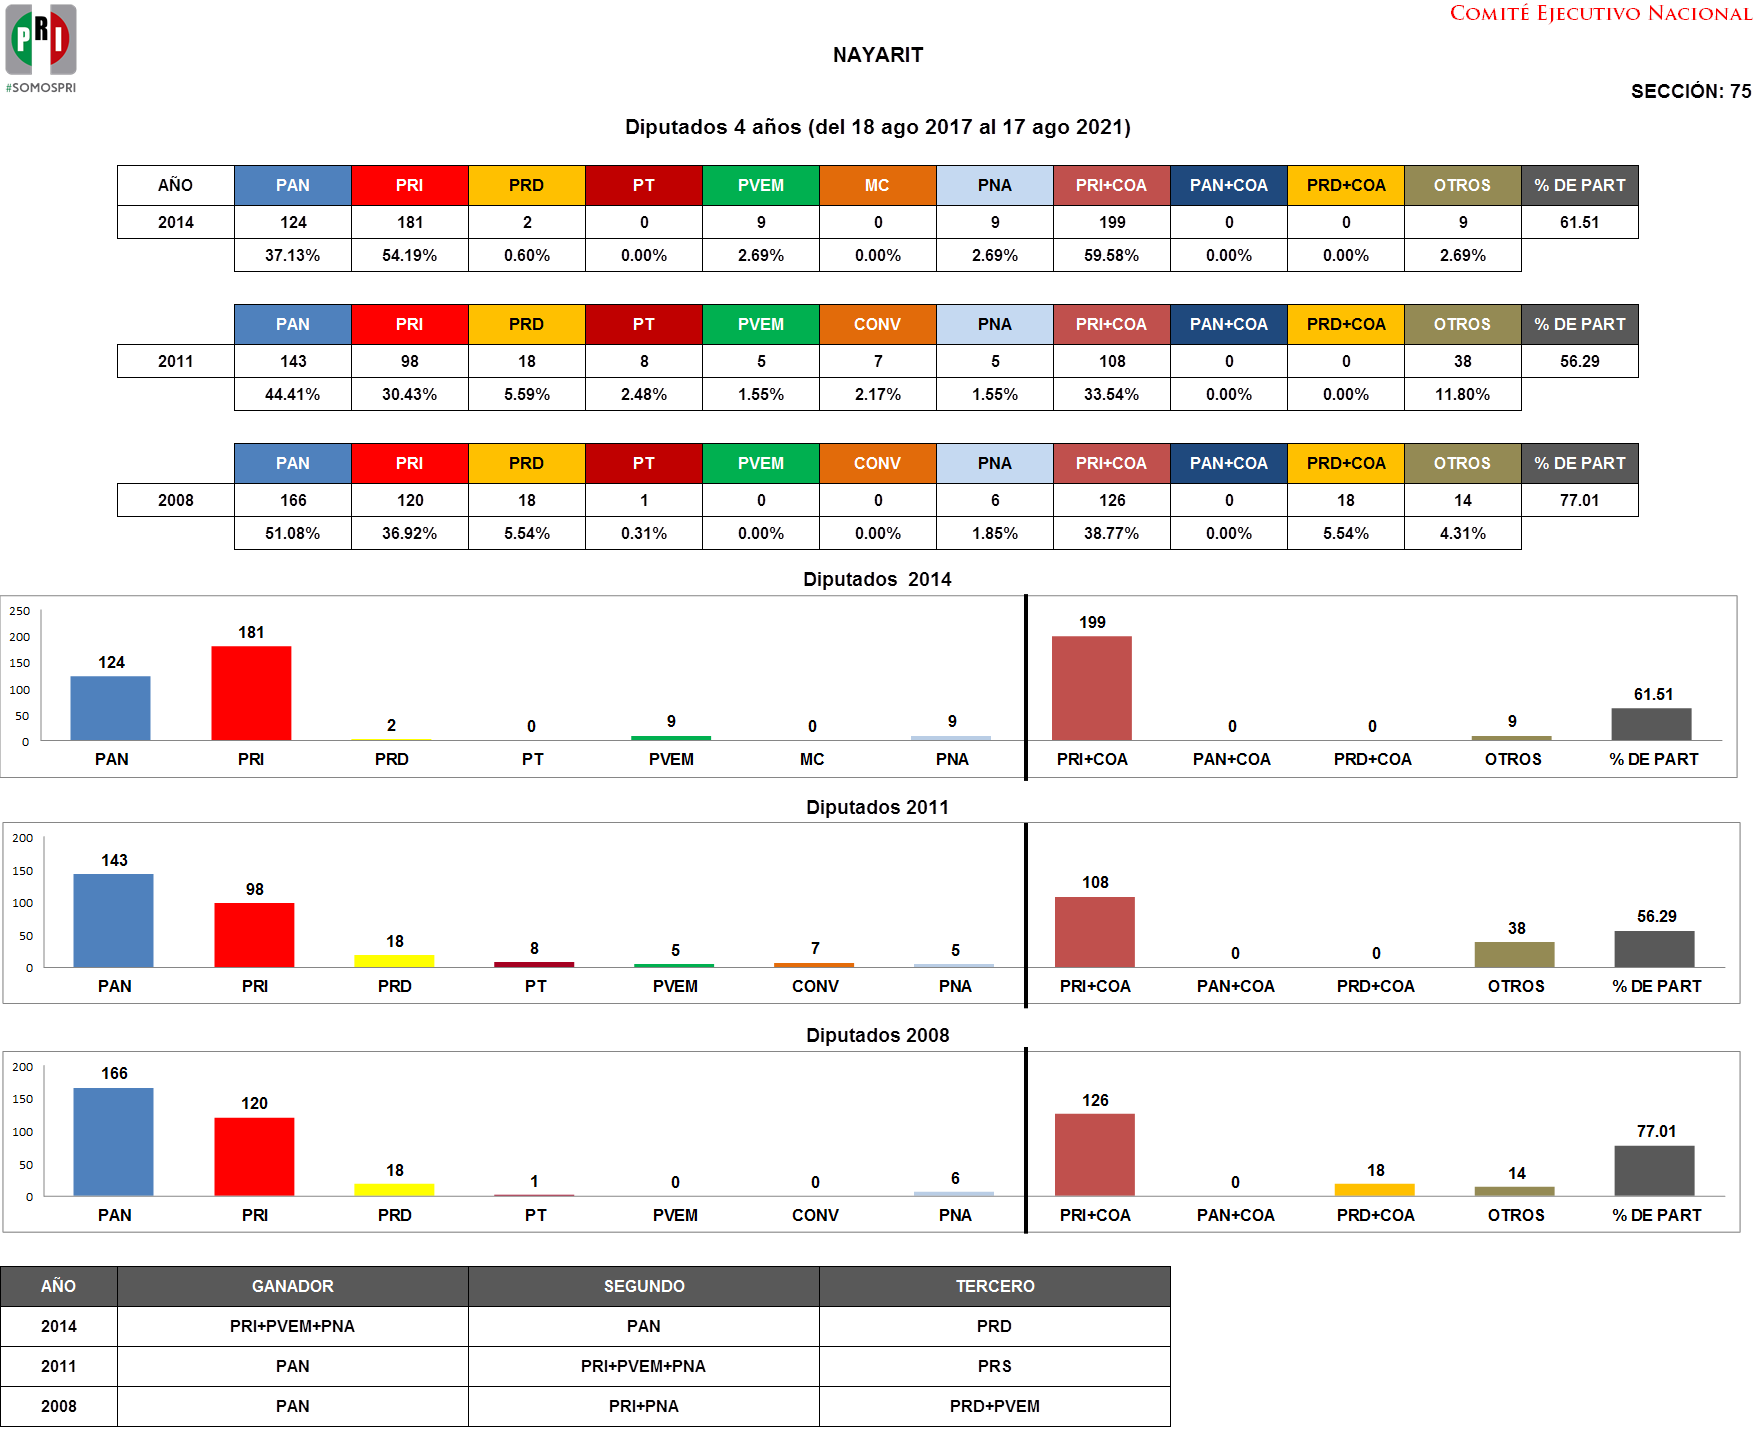 COMITÉ EJECUTIVO NACIONAL
PRI
#SOMOSPRI
NAYARIT
SECCIÓN: 75
Diputados 4 años (del 18 ago 2017 al 17 ago 2021)
AÑO PAN PRI PRD PT PVEM MC PNA PRI+COA PAN+COA PRD+COA OTROS % DE PART
2014 124 181 2 0 9 0 9 199 0 0 9 61.51
37.13% 54.19% 0.60% 0.00% 2.69% 0.00% 2.69% 59.58% 0.00% 0.00% 2.69%
PAN PRI PRD PT PVEM CONV PNA PRI+COA PAN+COA PRD+COA OTROS % DE PART
2011 143 98 18 8 5 7 5 108 0 0 38 56.29
44.41% 30.43% 5.59% 2.48% 1.55% 2.17% 1.55% 33.54% 0.00% 0.00% 11.80%
PAN PRI PRD PT PVEM CONV PNA PRI+COA PAN+COA PRD+COA OTROS % DE PART
2008 166 120 18 1 0 0 6 126 0 18 14 77.01
51.08% 36.92% 5.54% 0.31% 0.00% 0.00% 1.85% 38.77% 0.00% 5.54% 4.31%
Diputados 2014
250
200
150
100
50
0
124 181 2 0 9 0 9 199 0 0 9 61.51
PAN PRI PRD PT PVEM MC PNA PRI+COA PAN+COA PRD+COA OTROS % DE PART
Diputados 2011
200
150
100
50
0
143 98 18 8 5 7 5 108 0 0 38 56.29
PAN PRI PRD PT PVEM CONV PNA PRI+COA PAN+COA PRD+COA OTROS % DE PART
Diputados 2008
200
150
100
50
0
166 120 18 1 0 0 6 126 0 18 14 77.01
PAN PRI PRD PT PVEM CONV PNA PRI+COA PAN+COA PRD+COA OTROS % DE PART
AÑO GANADOR SEGUNDO TERCERO
2014 PRI+PVEM+PNA PAN PRD
2011 PAN PRI+PVEM+PNA PRS
2008 PAN PRI+PNA PRD+PVEM